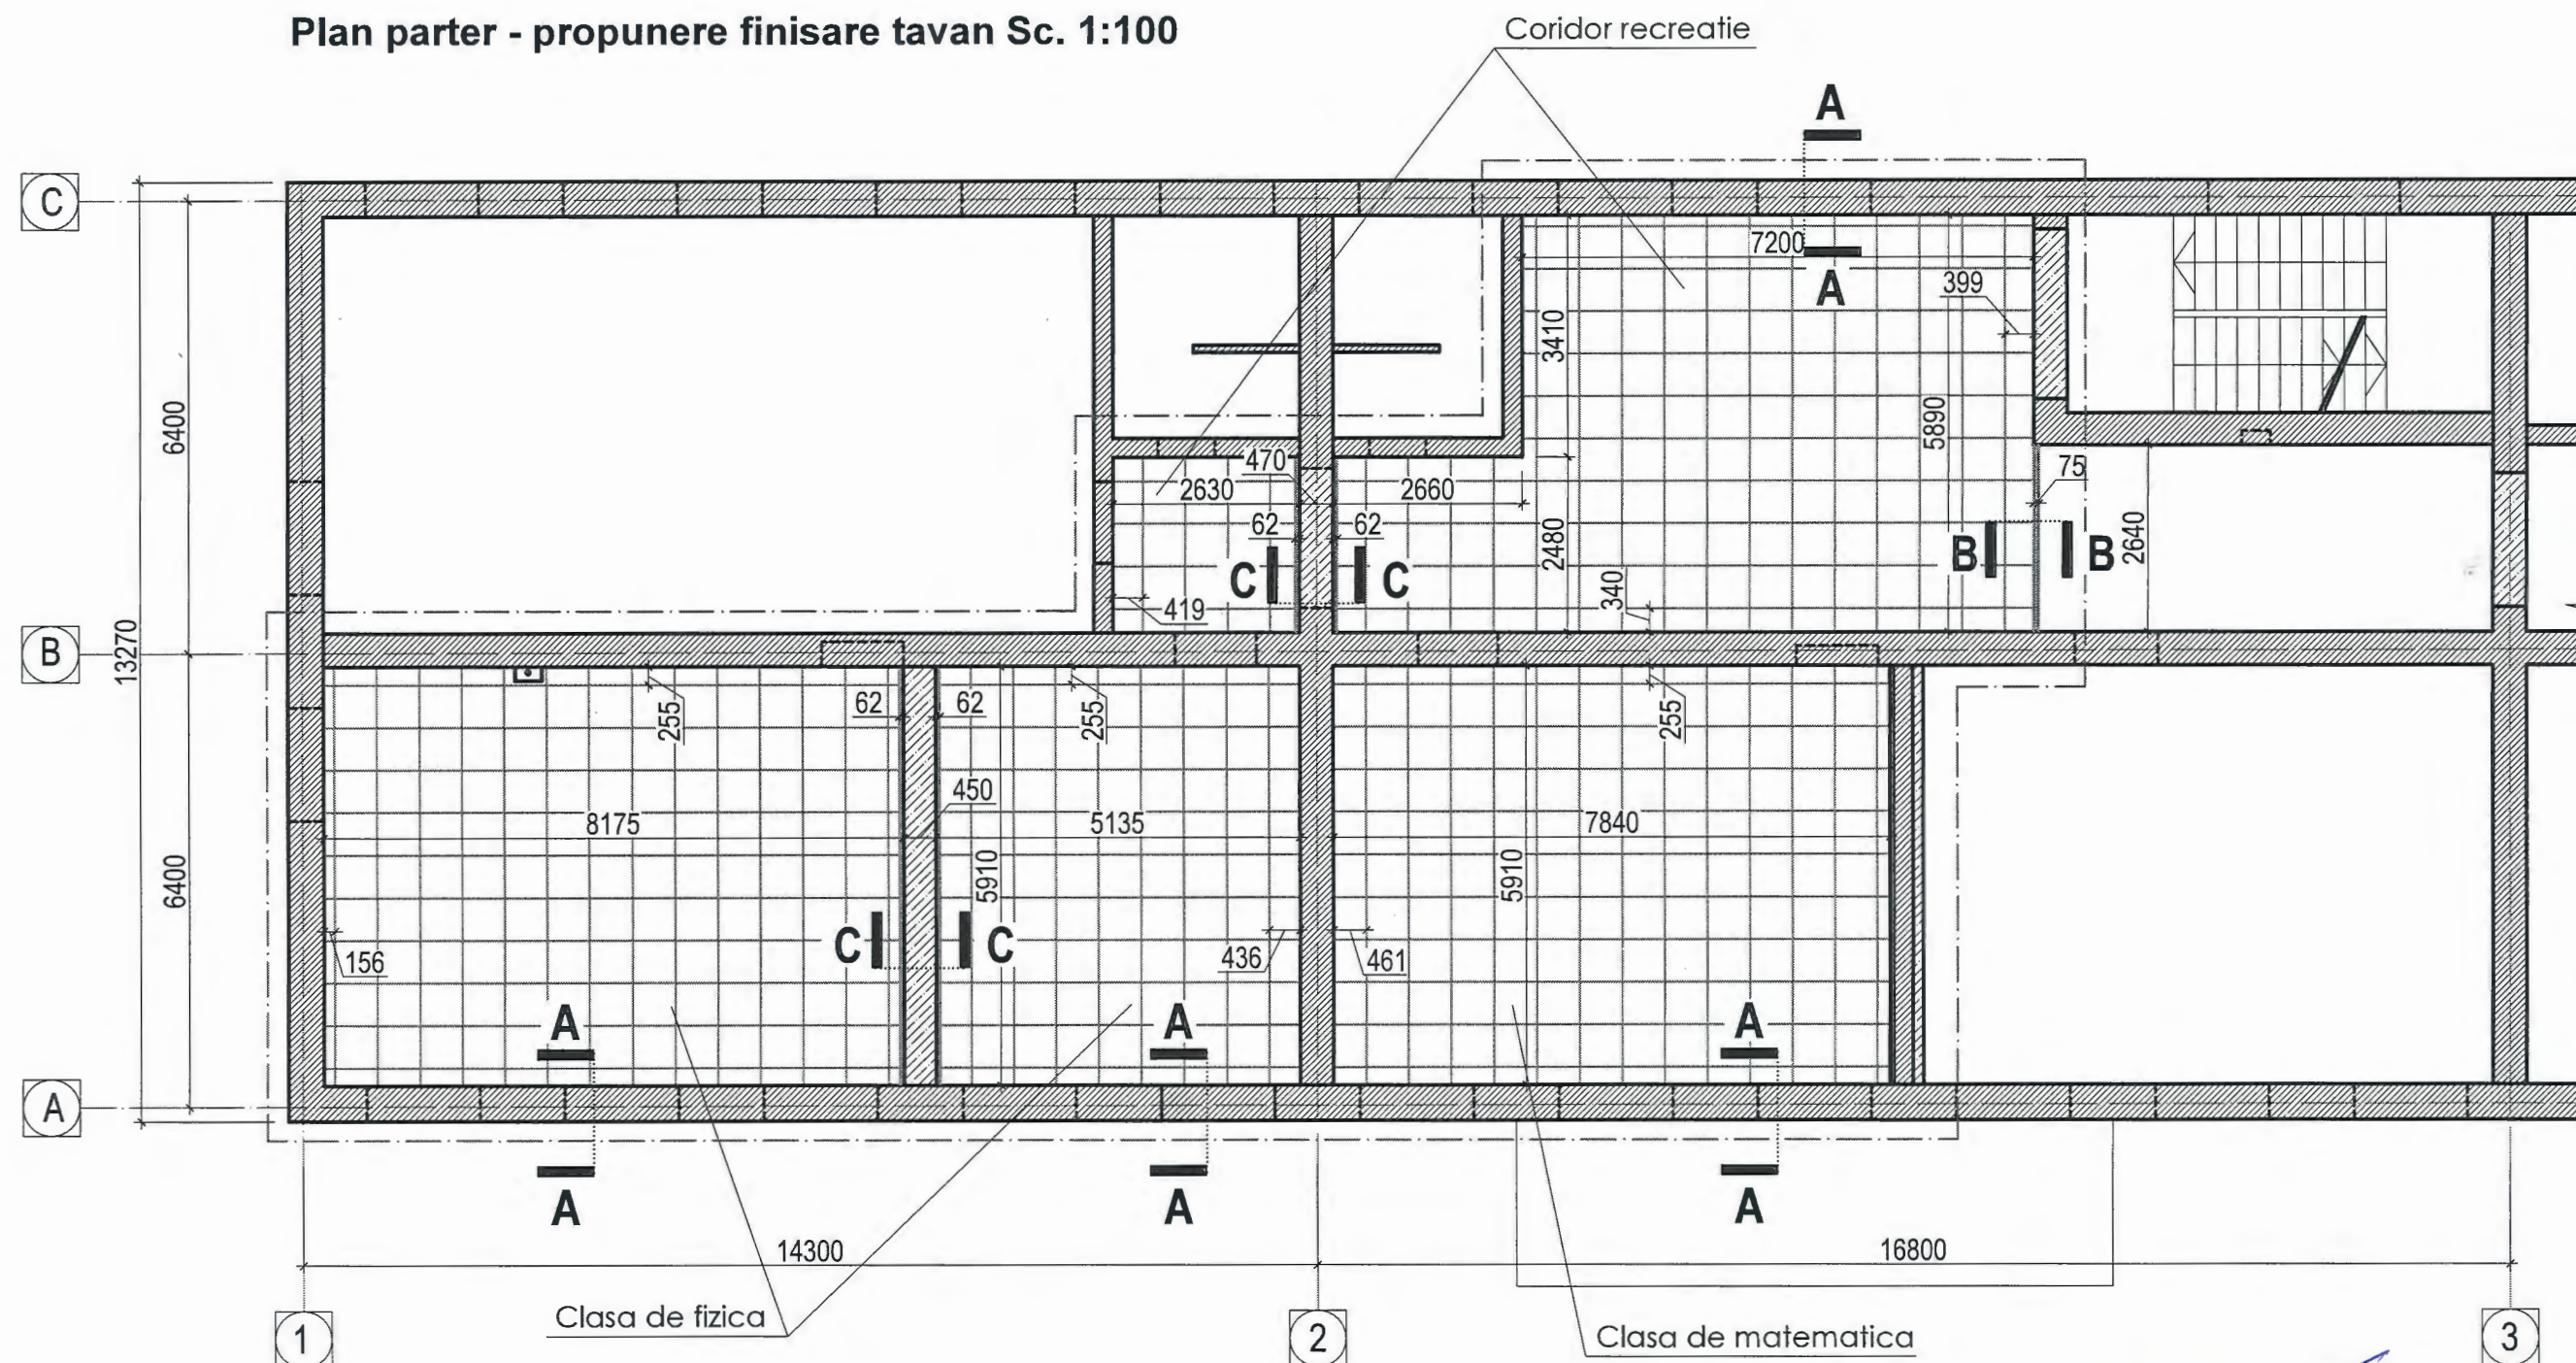 Plan parter - propunere finisare tavan Sc. 1:100
Coridor recreatie
A
C
7200
A
399
3410
6400
5890
470
2630
2660
75
62
62
2480
2640
B
B
C
C
340
419
B
13270
255
62
62
255
255
450
8175
5135
7840
5910
5910
6400
C
C
156
436
461
A
A
A
A
A
A
A
14300
16800
Clasa de fizica
Clasa de matematica
1
2
3